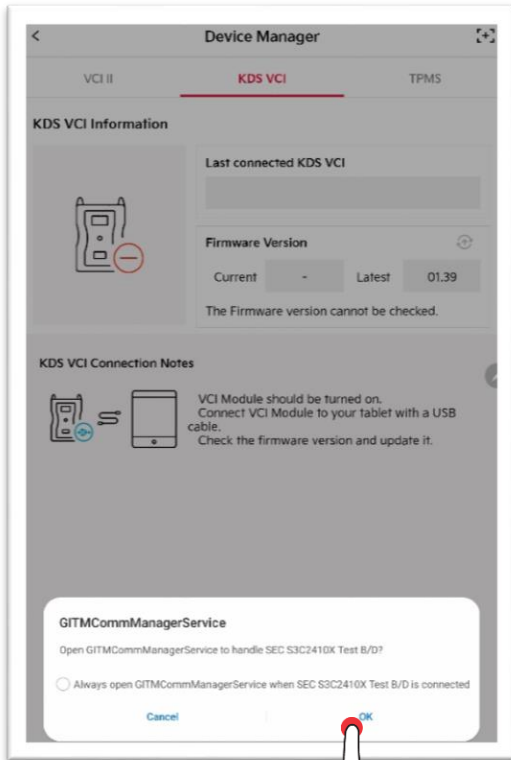 Device Manager
VCI II
KDS VCI
TPMS
KDS VCI Information
Last connected KDS VCI
Firmware Version
Current
-
Latest
01.39
The Firmware version cannot be checked.
KDS VCI Connection Notes
VCI Module should be turned on.
Connect VCI Module to your tablet with a USB
cable.
Check the firmware version and update it.
GITMCommManagerService
Open GITMCommManagerService to handle SEC S3C2410X Test B/D?
Always open GITMCommManagerService when SEC S3C2410X Test B/D is connected
Cancel
OK